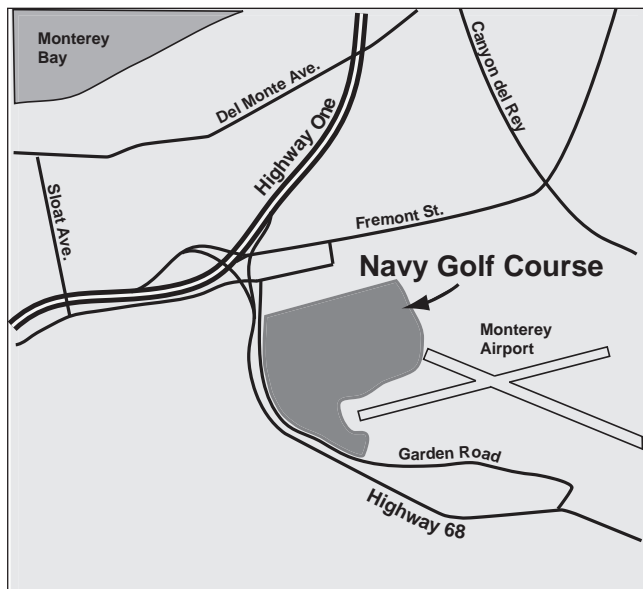 Monterey
Bay
Del Monte Ave.
Canyon del Rey
Highway One
Sloat Ave.
Fremont St.
Navy Golf Course
Monterey
Airport
Garden Road
Highway 68